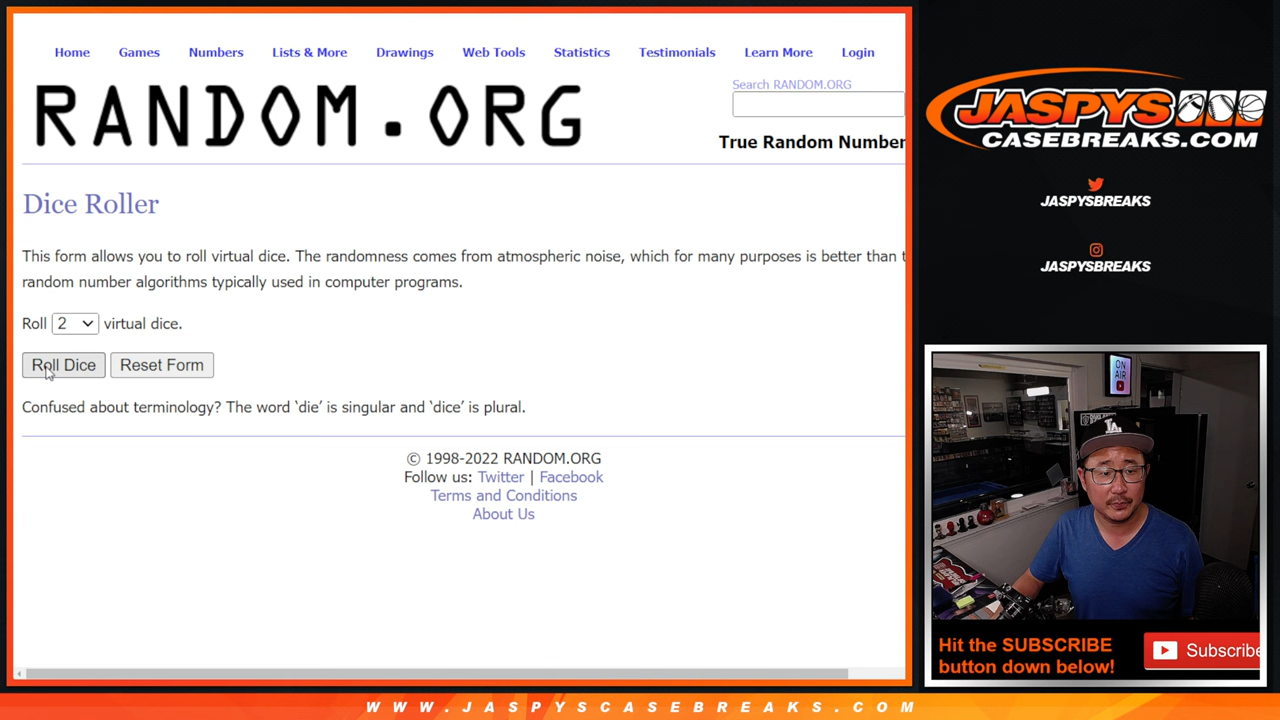 Home Games Numbers Lists & More Drawings Web Tools Statistics Testimonials Learn More Login
RANDOM.ORG
Search RANDOM.ORG
True Random Number
Dice Roller
This form allows you to roll virtual dice. The randomness comes from atmospheric noise, which for many purposes is better than t
random number algorithms typically used in computer programs.
Roll 2 virtual dice.
Roll Dice Reset Form
Confused about terminology? The word ‘die’ is singular and ‘dice’ is plural.
© 1998-2022 RANDOM.ORG
Follow us: Twitter | Facebook
Terms and Conditions
About Us
JASPYS
CASEBREAKS.COM
JASPYSBREAKS
JASPYSBREAKS
ON
AIR
LA
Hit the SUBSCRIBE
button down below!
Subscribe
WWW.JASPYSCASEBREAKS.COM